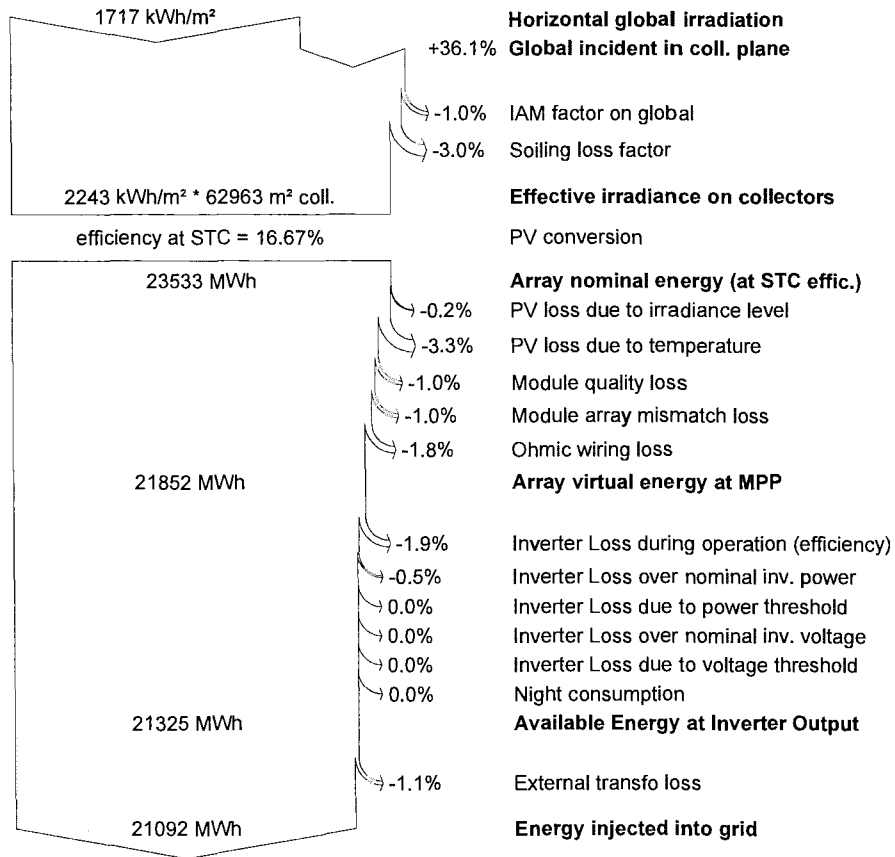 1717 kWh/m² Horizontal global irradiation
+36.1% Global incident in coll. plane
-1.0% IAM factor on global
-3.0% Soiling loss factor
2243 kWh/m² * 62963 m² coll. Effective irradiance on collectors
efficiency at STC = 16.67% PV conversion
23533 MWh Array nominal energy (at STC effic.)
-0.2% PV loss due to irradiance level
-3.3% PV loss due to temperature
-1.0% Module quality loss
-1.0% Module array mismatch loss
-1.8% Ohmic wiring loss
21852 MWh Array virtual energy at MPP
-1.9% Inverter Loss during operation (efficiency)
-0.5% Inverter Loss over nominal inv. power
0.0% Inverter Loss due to power threshold
0.0% Inverter Loss over nominal inv. voltage
0.0% Inverter Loss due to voltage threshold
0.0% Night consumption
21325 MWh Available Energy at Inverter Output
-1.1% External transfo loss
21092 MWh Energy injected into grid